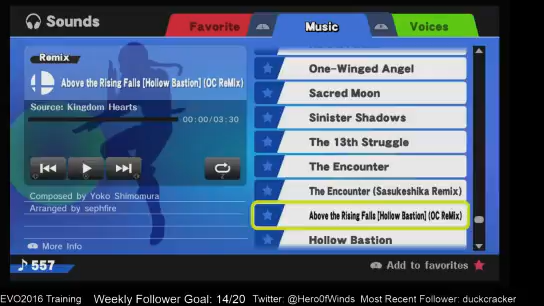 Sounds
Favorite
Music
Voices
Remix
Above the Rising Falls [Hollow Bastion] (OC ReMix)
Source: Kingdom Hearts
00:00/03:30
Composed by Yoko Shimomura
Arranged by sephfire
More Info
557
One-Winged Angel
Sacred Moon
Sinister Shadows
The 13th Struggle
The Encounter
The Encounter (Sasukeshika Remix)
Above the Rising Falls [Hollow Bastion] (OC ReMix)
Hollow Bastion
Add to favorites
EVO2016 Training Weekly Follower Goal: 14/20 Twitter: @Hero0fWinds Most Recent Follower: duckcracker